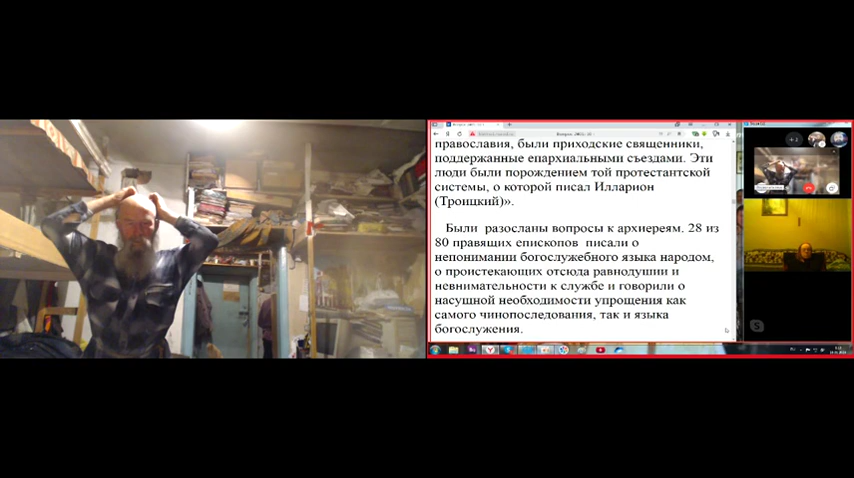 православия, были приходские священники,
поддержанные епархиальными съездами. Эти
люди были порождением той протестантской
системы, о которой писал Илларион
(Троицкий)».
Были разосланы вопросы к архиереям. 28 из
80 правящих епископов писали о
непонимании богослужебного языка народом,
о проистекающих отсюда равнодушии и
невнимательности к службе и говорили о
насущной необходимости упрощения как
самого чинопоследования, так и языка
богослужения.